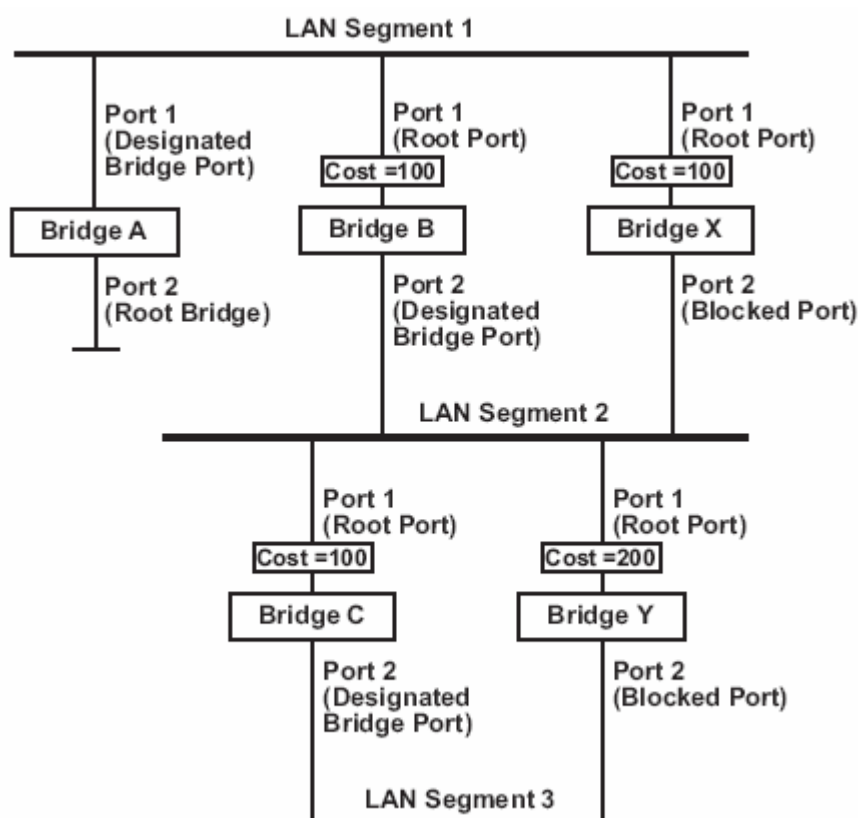 LAN Segment 1
Port 1
(Designated
Bridge Port)
Port 1
(Root Port)
Cost =100
Port 1
(Root Port)
Cost =100
Bridge A
Bridge B
Bridge X
Port 2
(Root Bridge)
Port 2
(Designated
Bridge Port)
Port 2
(Blocked Port)
LAN Segment 2
Port 1
(Root Port)
Cost =100
Port 1
(Root Port)
Cost =200
Bridge C
Bridge Y
Port 2
(Designated
Bridge Port)
Port 2
(Blocked Port)
LAN Segment 3